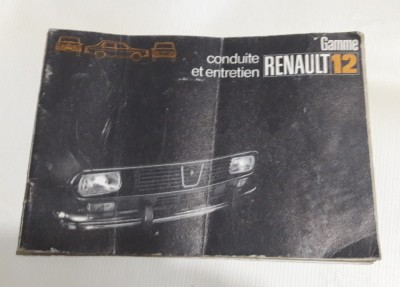 Gamme
conduite
et entretien
RENAULT 12